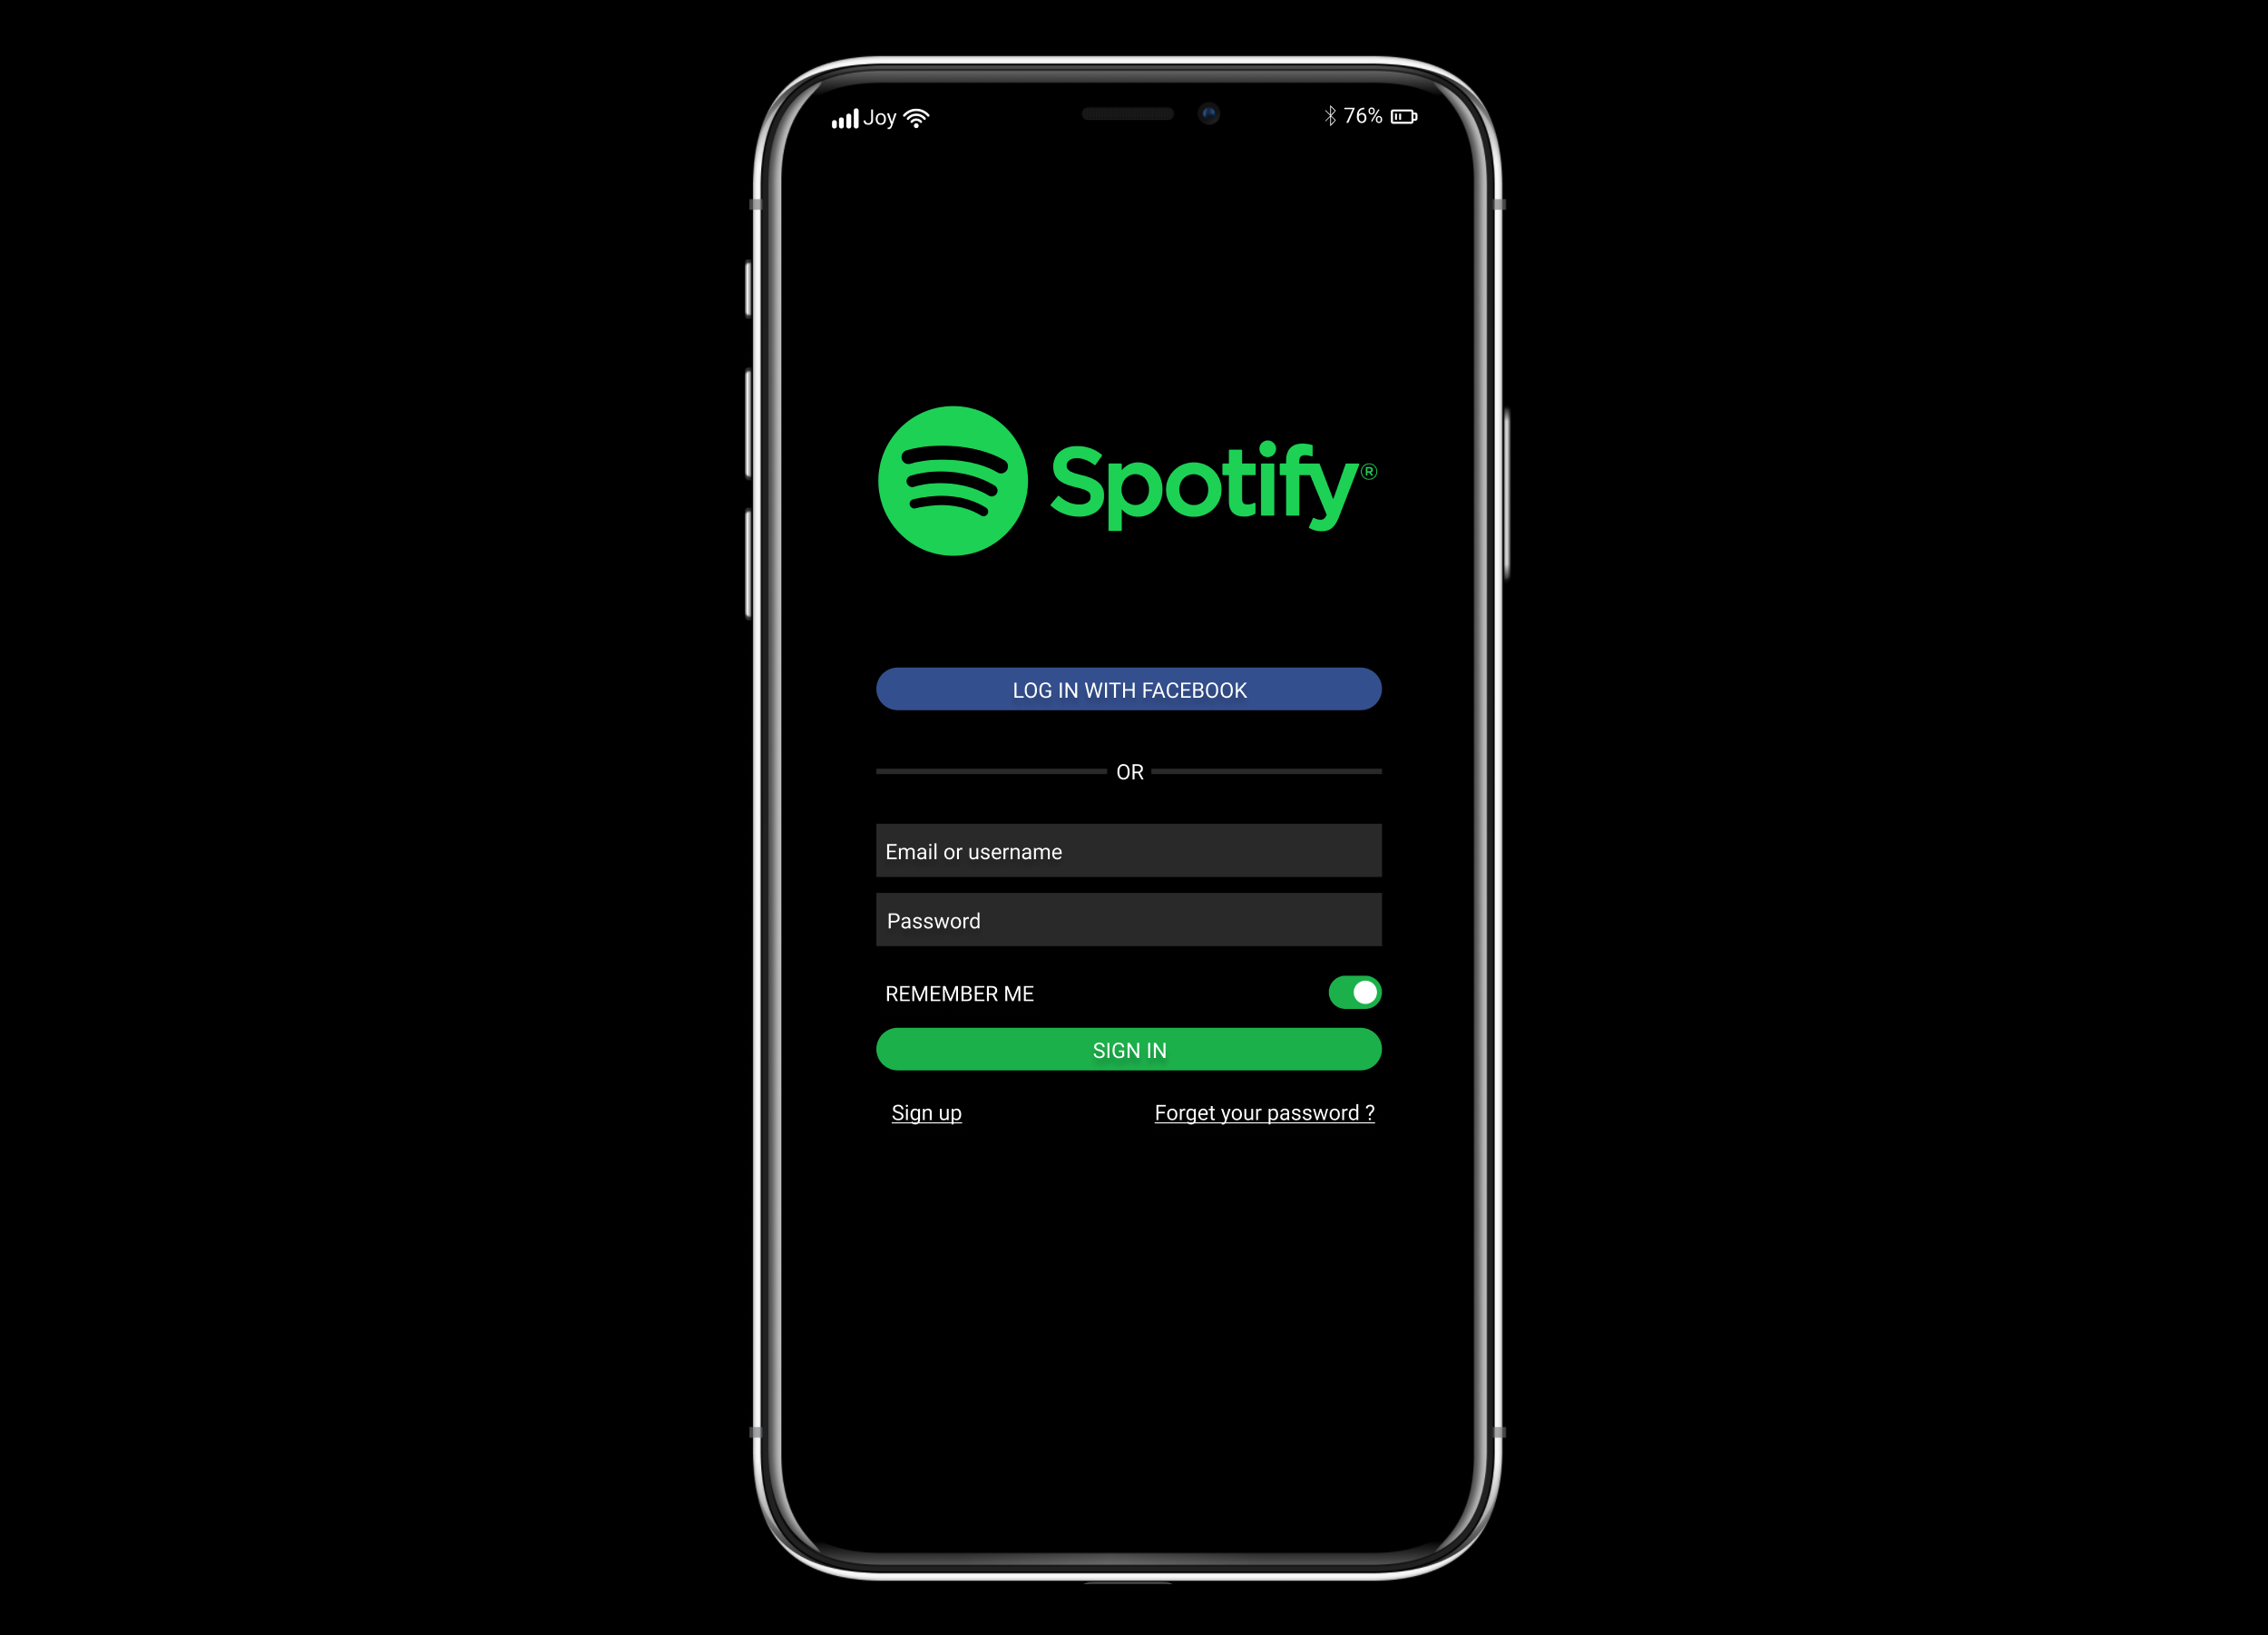 Joy 76%
Spotify®
LOG IN WITH FACEBOOK
OR
Email or username
Password
REMEMBER ME
SIGN IN
Sign up Forget your password ?